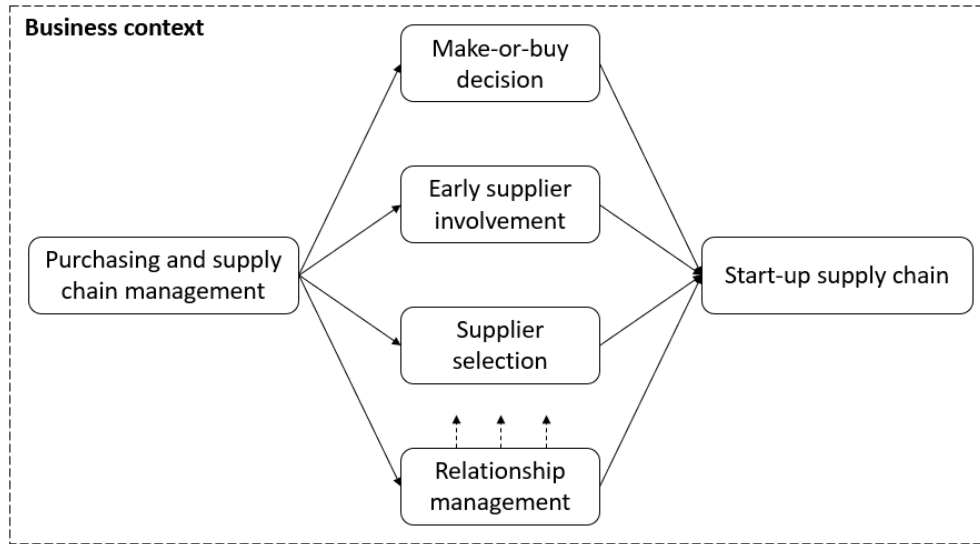 Business context
Make-or-buy
decision
Early supplier
involvement
Purchasing and supply
chain management
Start-up supply chain
Supplier
selection
Relationship
management